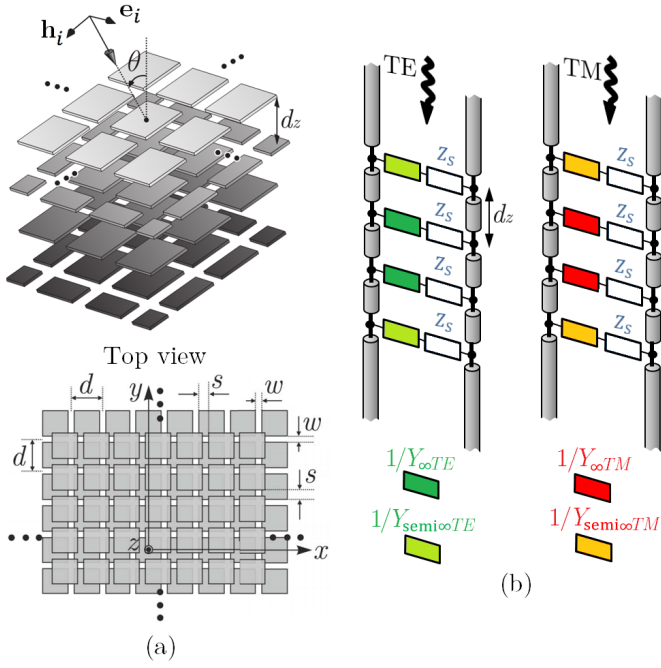 e_i
h_i
θ
d_z
Top view
d
y
s
w
w
d
s
z
x
(a)
TE
TM
Z_s
Z_s
Z_s
Z_s
d_z
Z_s
Z_s
Z_s
Z_s
1/Y_∞TE
1/Y_∞TM
1/Y_semi∞TE
1/Y_semi∞TM
(b)